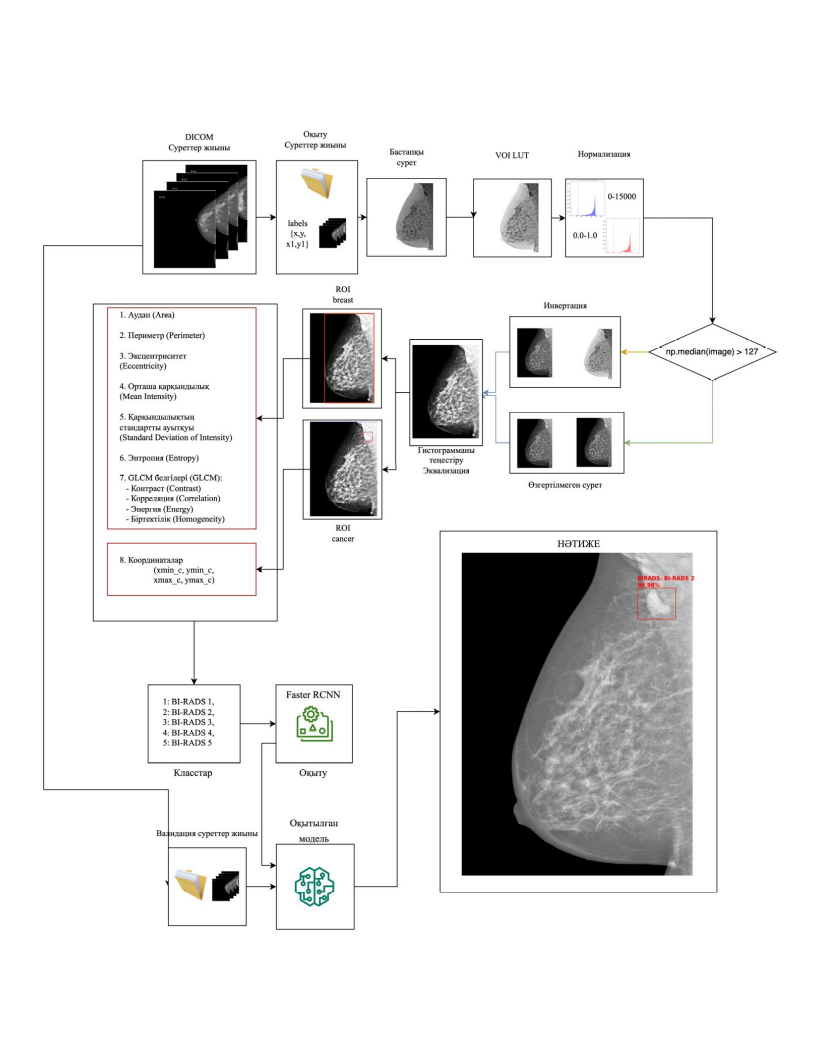 DICOM
Суреттер жиыны
Оқыту
Суреттер жиыны
labels
{x,y,
x1,y1}
Бастапқы
сурет
VOI LUT
Нормализация
0-15000
0.0-1.0
np.median(image) > 127
Инвертация
Өзгертілмеген сурет
Гистограмманы
теңестіру
Эквализация
ROI
breast
ROI
cancer
1. Аудан (Area)
2. Периметр (Perimeter)
3. Эксцентриситет
(Eccentricity)
4. Орташа қарқындылық
(Mean Intensity)
5. Қарқындылықтың
стандартты ауытқуы
(Standard Deviation of Intensity)
6. Энтропия (Entropy)
7. GLCM белгілері (GLCM):
- Контраст (Contrast)
- Корреляция (Correlation)
- Энергия (Energy)
- Біртектілік (Homogeneity)
8. Координаталар
(xmin_c, ymin_c,
xmax_c, ymax_c)
1: BI-RADS 1,
2: BI-RADS 2,
3: BI-RADS 3,
4: BI-RADS 4,
5: BI-RADS 5
Класстар
Faster RCNN
Оқыту
Валидация суреттер жиыны
Оқытылған
модель
НӘТИЖЕ
BIRADS: BI-RADS 2
99.98%